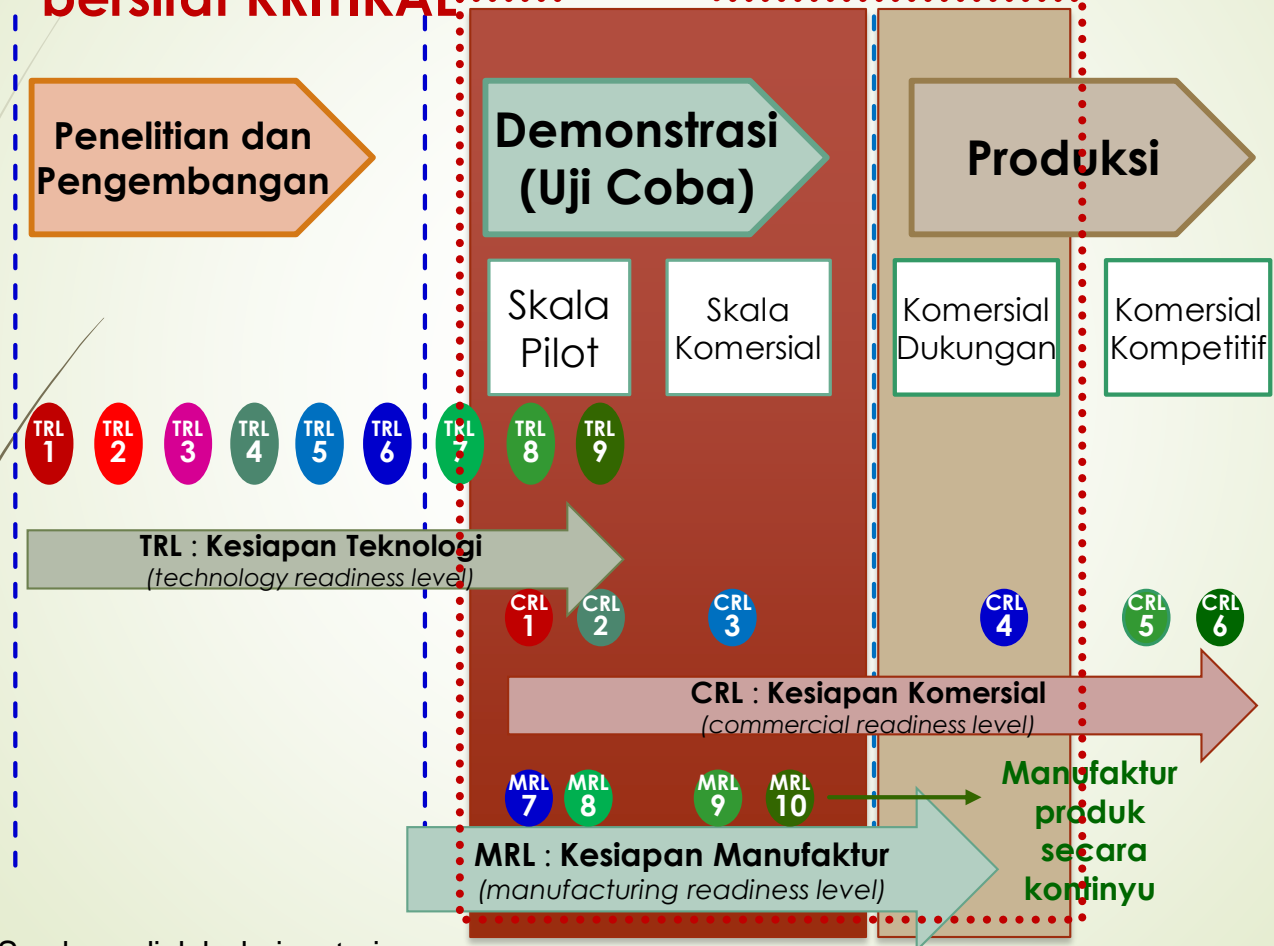 bersifat KRITIKAL
Penelitian dan
Pengembangan
Demonstrasi
(Uji Coba)
Produksi
Skala
Pilot
Skala
Komersial
Komersial
Dukungan
Komersial
Kompetitif
TRL
1
TRL
2
TRL
3
TRL
4
TRL
5
TRL
6
TRL
7
TRL
8
TRL
9
TRL : Kesiapan Teknologi
(technology readiness level)
CRL
1
CRL
2
CRL
3
CRL
4
CRL
5
CRL
6
CRL : Kesiapan Komersial
(commercial readiness level)
MRL
7
MRL
8
MRL
9
MRL
10
Manufaktur
produk
secara
kontinyu
MRL : Kesiapan Manufaktur
(manufacturing readiness level)